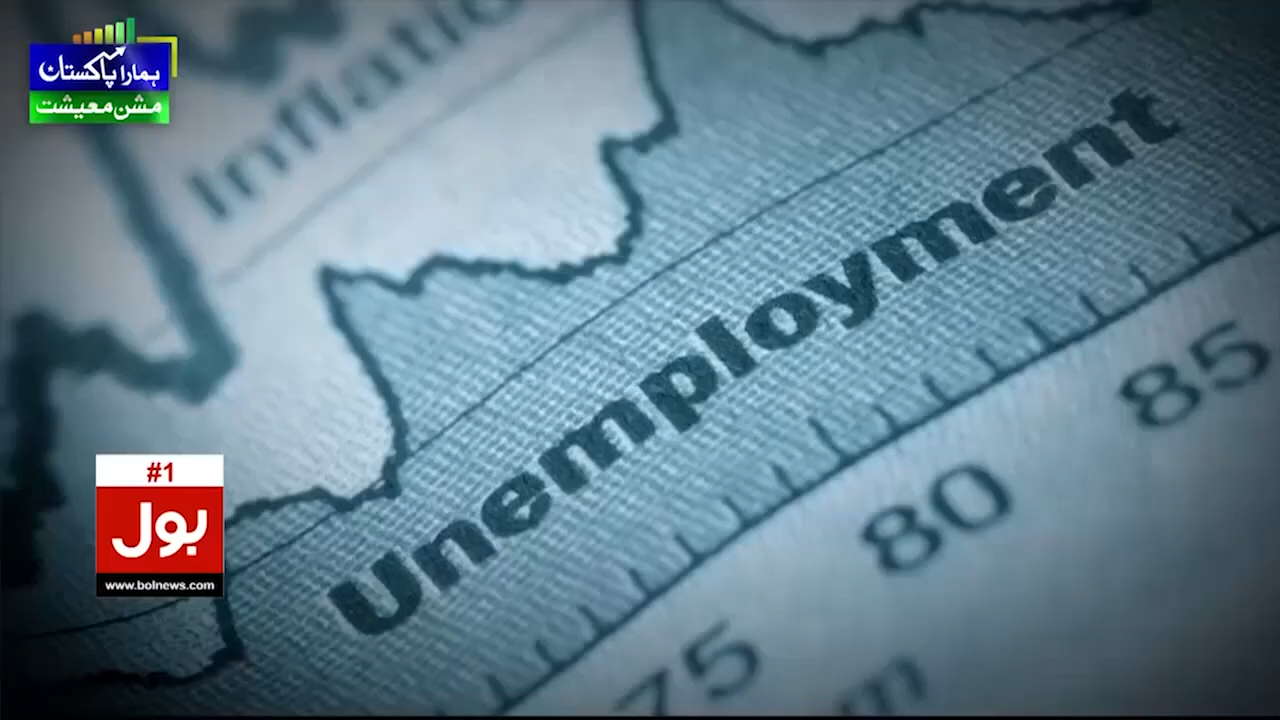 ہمارا پاکستان
مشن معیشت
Inflatio
Unemployment
#1
بول
www.bolnews.com
75
80
85